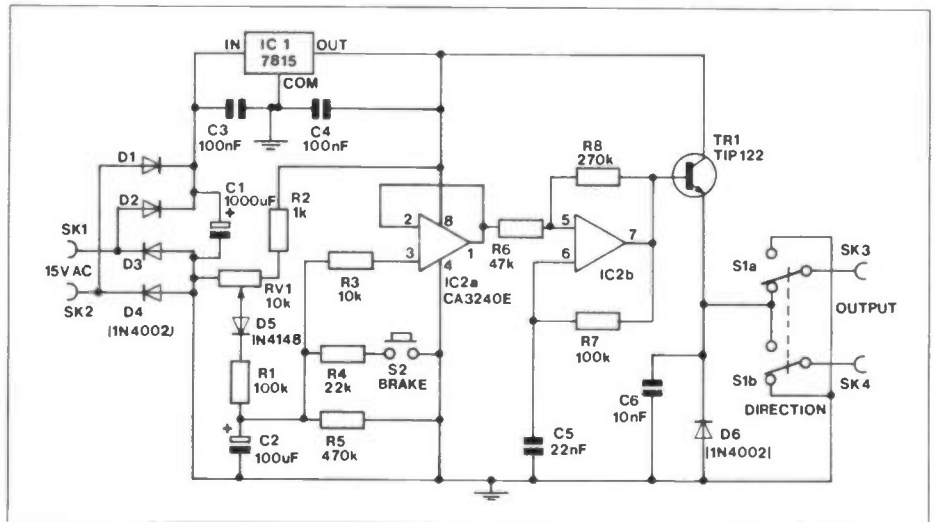 IN
IC 1
7815
OUT
COM
C3
100nF
C4
100nF
D1
D2
C1
1000uF
+
R2
1k
SK1
15V AC
SK2
D3
D4
(1N4002)
RV1
10k
D5
IN4148
R1
100k
+
C2
100uF
R3
10k
R4
22k
S2
BRAKE
R5
470k
2
3
8
4
1
IC2a
CA3240E
R6
47k
R8
270k
5
6
7
IC2b
R7
100k
C5
22nF
C6
10nF
TR1
TIP122
S1a
SK3
OUTPUT
S1b
SK4
DIRECTION
D6
(1N4002)